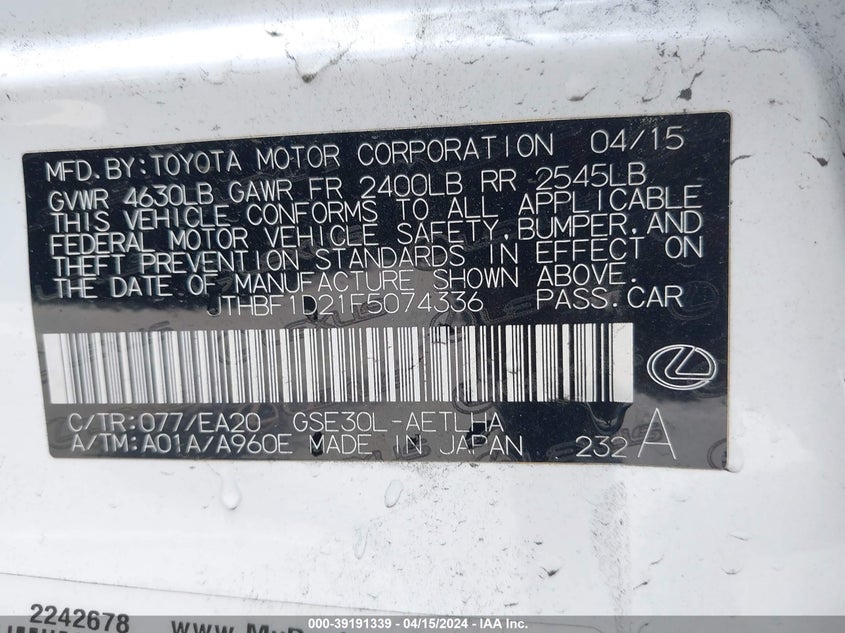 MFD.BY:TOYOTA MOTOR CORPORATION 04/15
GVWR 4630LB GAWR FR 2400LB RR 2545LB
THIS VEHICLE CONFORMS TO ALL APPLICABLE
FEDERAL MOTOR VEHICLE SAFETY,BUMPER,AND
THEFT PREVENTION STANDARDS IN EFFECT ON
THE DATE OF MANUFACTURE SHOWN ABOVE.
JTHBF1D21F5074336 PASS.CAR
C/TR:077/EA20 GSE30L-AETLHA
A/TM:A01A/A960E MADE IN JAPAN 232 A
2242678
000-39191339 - 04/15/2024 - IAA Inc.